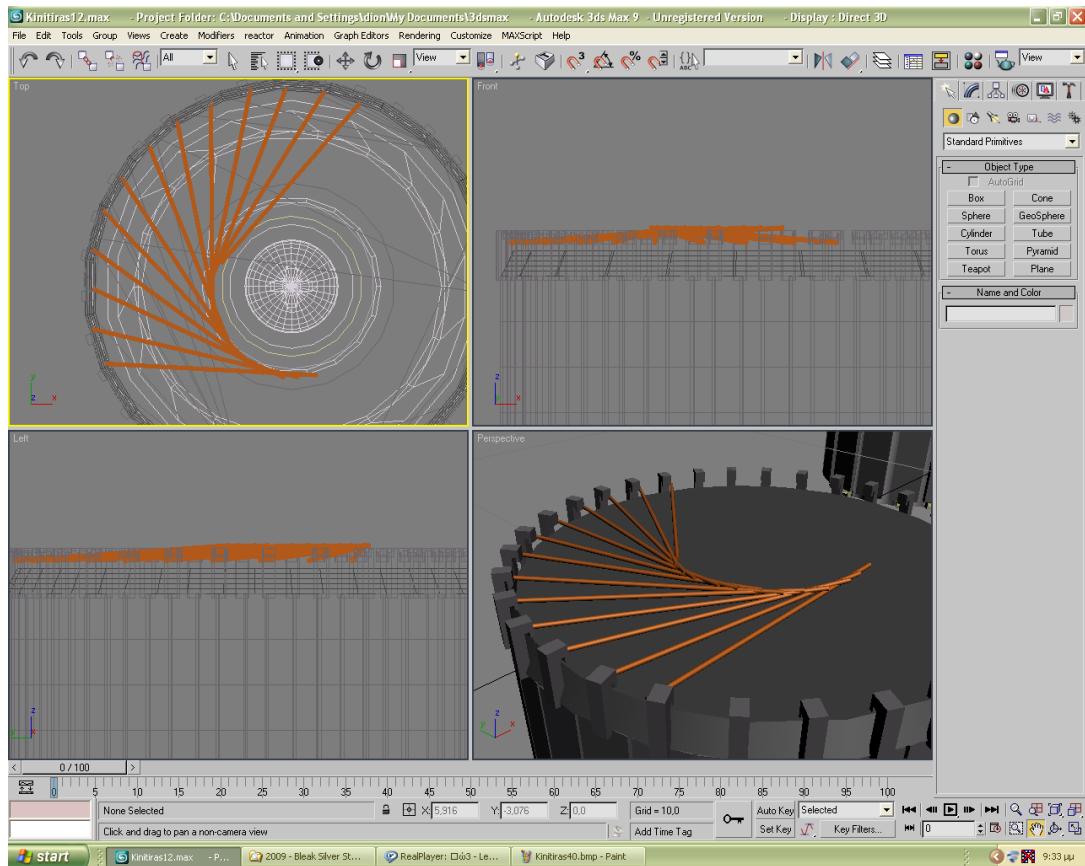 Kinitiras12.max - Project Folder: C:\Documents and Settings\dion\My Documents\3dsmax - Autodesk 3ds Max 9 - Unregistered Version - Display : Direct 3D
File Edit Tools Group Views Create Modifiers reactor Animation Graph Editors Rendering Customize MAXScript Help
All View View
Top
Front
Standard Primitives
- Object Type
AutoGrid
Box Cone
Sphere GeoSphere
Cylinder Tube
Torus Pyramid
Teapot Plane
- Name and Color
y
z x
z
x
Left
Perspective
z
x
z
y x
< 0 / 100 >
0 5 10 15 20 25 30 35 40 45 50 55 60 65 70 75 80 85 90 95 100
None Selected X: 5,916 Y: -3,076 Z: 0,0 Grid = 10,0 Auto Key Selected
Click and drag to pan a non-camera view Add Time Tag Set Key Key Filters... 0
start Kinitiras12.max - P... 2009 - Bleak Silver St... RealPlayer: Kinitiras40.bmp - Paint 9:33 μμ